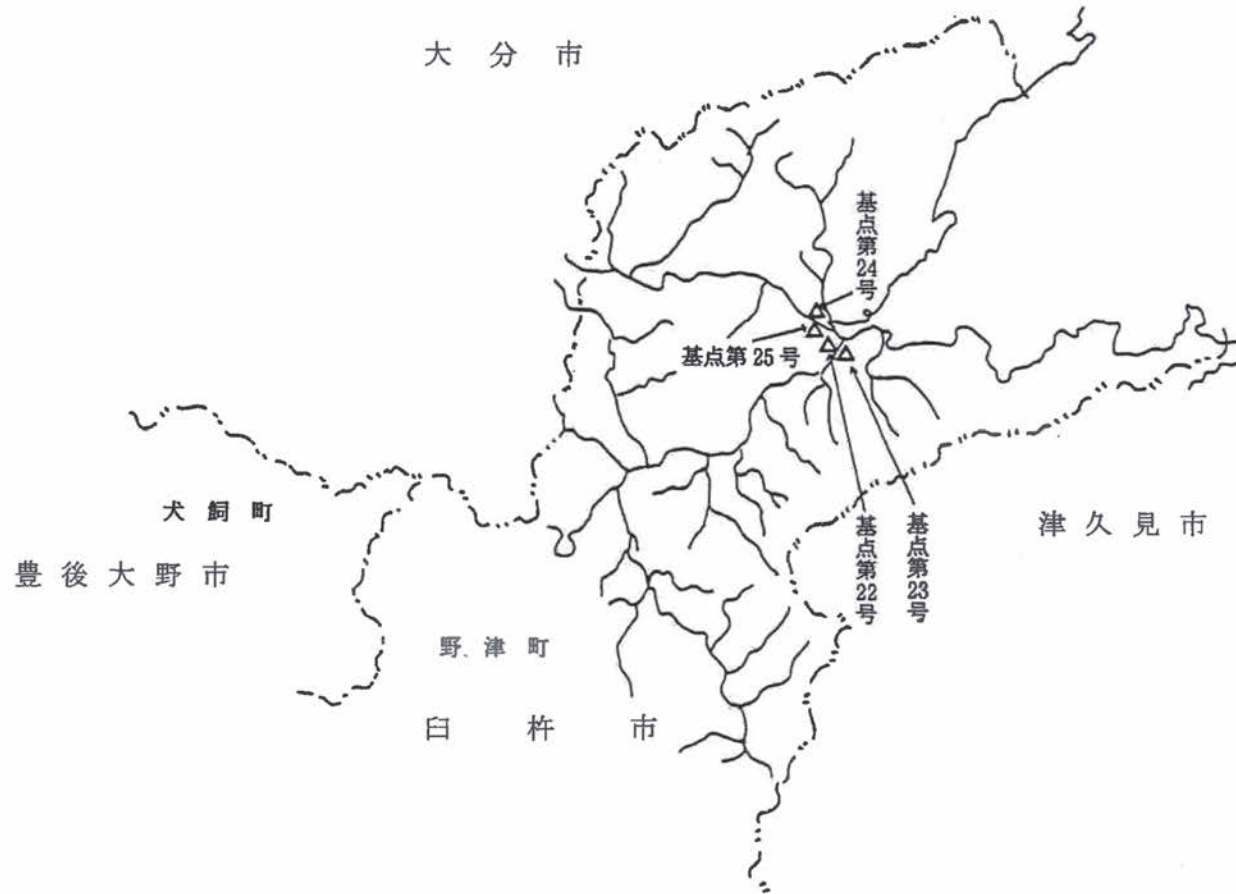 大分市
基点第24号
基点第25号
犬飼町
津久見市
基点第22号
基点第23号
豊後大野市
野津町
臼杵市